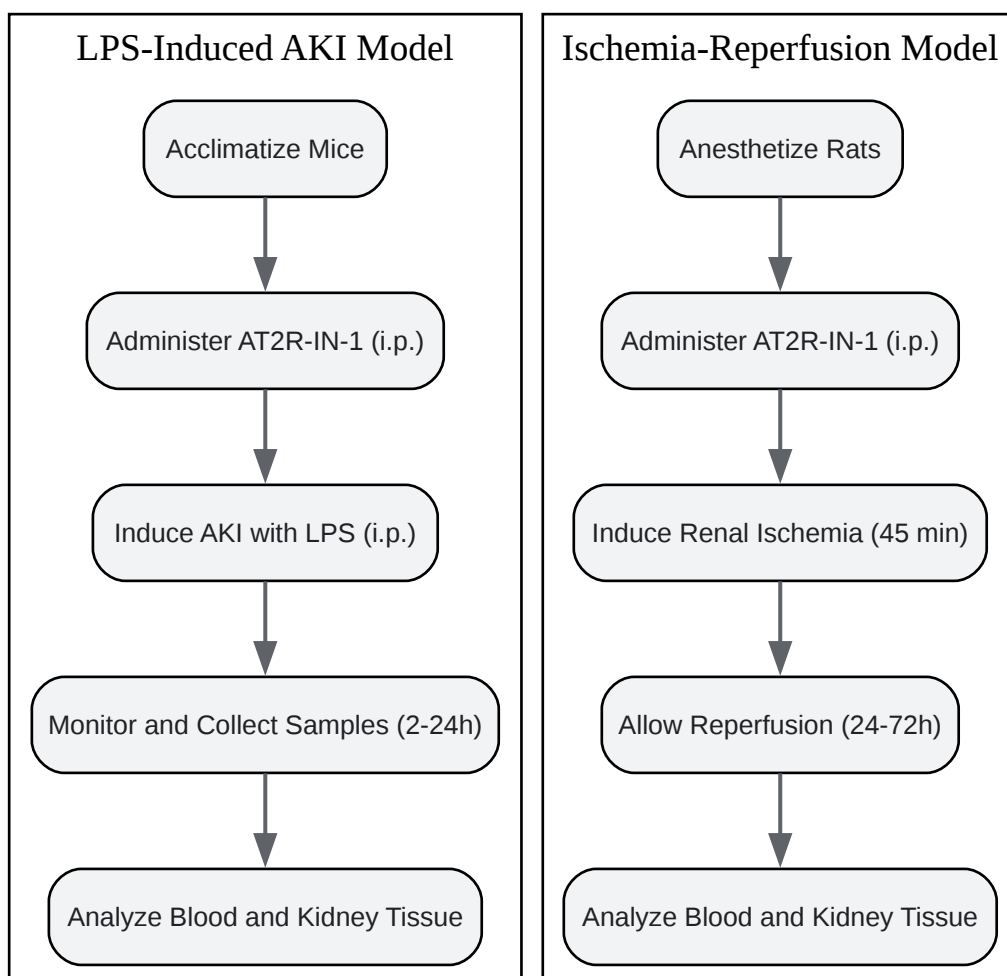 LPS-Induced AKI Model
Acclimatize Mice
Administer AT2R-IN-1 (i.p.)
Induce AKI with LPS (i.p.)
Monitor and Collect Samples (2-24h)
Analyze Blood and Kidney Tissue
Ischemia-Reperfusion Model
Anesthetize Rats
Administer AT2R-IN-1 (i.p.)
Induce Renal Ischemia (45 min)
Allow Reperfusion (24-72h)
Analyze Blood and Kidney Tissue